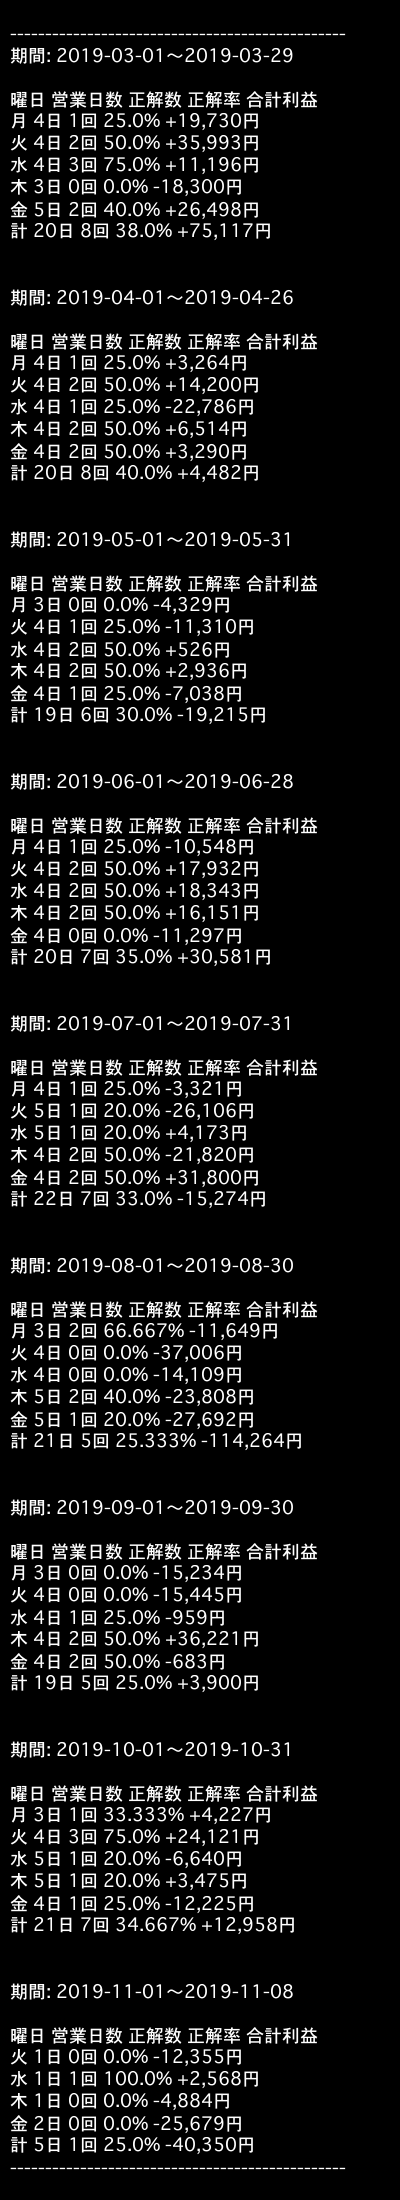 ------------------------------------------------
期間: 2019-03-01〜2019-03-29
曜日 営業日数 正解数 正解率 合計利益
月 4日 1回 25.0% +19,730円
火 4日 2回 50.0% +35,993円
水 4日 3回 75.0% +11,196円
木 3日 0回 0.0% -18,300円
金 5日 2回 40.0% +26,498円
計 20日 8回 38.0% +75,117円
期間: 2019-04-01〜2019-04-26
曜日 営業日数 正解数 正解率 合計利益
月 4日 1回 25.0% +3,264円
火 4日 2回 50.0% +14,200円
水 4日 1回 25.0% -22,786円
木 4日 2回 50.0% +6,514円
金 4日 2回 50.0% +3,290円
計 20日 8回 40.0% +4,482円
期間: 2019-05-01〜2019-05-31
曜日 営業日数 正解数 正解率 合計利益
月 3日 0回 0.0% -4,329円
火 4日 1回 25.0% -11,310円
水 4日 2回 50.0% +526円
木 4日 2回 50.0% +2,936円
金 4日 1回 25.0% -7,038円
計 19日 6回 30.0% -19,215円
期間: 2019-06-01〜2019-06-28
曜日 営業日数 正解数 正解率 合計利益
月 4日 1回 25.0% -10,548円
火 4日 2回 50.0% +17,932円
水 4日 2回 50.0% +18,343円
木 4日 2回 50.0% +16,151円
金 4日 0回 0.0% -11,297円
計 20日 7回 35.0% +30,581円
期間: 2019-07-01〜2019-07-31
曜日 営業日数 正解数 正解率 合計利益
月 4日 1回 25.0% -3,321円
火 5日 1回 20.0% -26,106円
水 5日 1回 20.0% +4,173円
木 4日 2回 50.0% -21,820円
金 4日 2回 50.0% +31,800円
計 22日 7回 33.0% -15,274円
期間: 2019-08-01〜2019-08-30
曜日 営業日数 正解数 正解率 合計利益
月 3日 2回 66.667% -11,649円
火 4日 0回 0.0% -37,006円
水 4日 0回 0.0% -14,109円
木 5日 2回 40.0% -23,808円
金 5日 1回 20.0% -27,692円
計 21日 5回 25.333% -114,264円
期間: 2019-09-01〜2019-09-30
曜日 営業日数 正解数 正解率 合計利益
月 3日 0回 0.0% -15,234円
火 4日 0回 0.0% -15,445円
水 4日 1回 25.0% -959円
木 4日 2回 50.0% +36,221円
金 4日 2回 50.0% -683円
計 19日 5回 25.0% +3,900円
期間: 2019-10-01〜2019-10-31
曜日 営業日数 正解数 正解率 合計利益
月 3日 1回 33.333% +4,227円
火 4日 3回 75.0% +24,121円
水 5日 1回 20.0% -6,640円
木 5日 1回 20.0% +3,475円
金 4日 1回 25.0% -12,225円
計 21日 7回 34.667% +12,958円
期間: 2019-11-01〜2019-11-08
曜日 営業日数 正解数 正解率 合計利益
火 1日 0回 0.0% -12,355円
水 1日 1回 100.0% +2,568円
木 1日 0回 0.0% -4,884円
金 2日 0回 0.0% -25,679円
計 5日 1回 25.0% -40,350円
------------------------------------------------